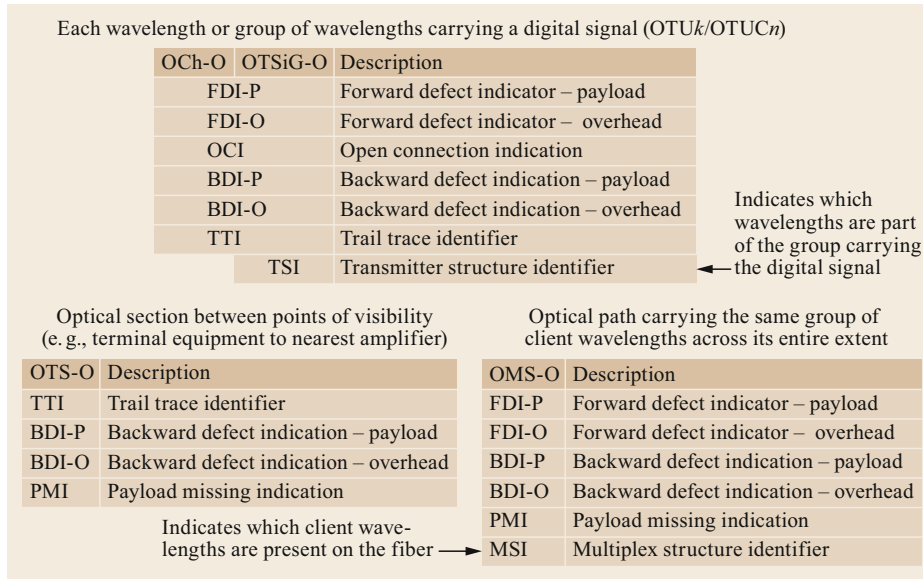 Each wavelength or group of wavelengths carrying a digital signal (OTUk/OTUCn)
OCh-O OTSiG-O Description
FDI-P Forward defect indicator – payload
FDI-O Forward defect indicator – overhead
OCI Open connection indication
BDI-P Backward defect indication – payload
BDI-O Backward defect indication – overhead
TTI Trail trace identifier
TSI Transmitter structure identifier
Indicates which
wavelengths are part
of the group carrying
the digital signal
Optical section between points of visibility
(e. g., terminal equipment to nearest amplifier)
OTS-O Description
TTI Trail trace identifier
BDI-P Backward defect indication – payload
BDI-O Backward defect indication – overhead
PMI Payload missing indication
Optical path carrying the same group of
client wavelengths across its entire extent
OMS-O Description
FDI-P Forward defect indicator – payload
FDI-O Forward defect indicator – overhead
BDI-P Backward defect indication – payload
BDI-O Backward defect indication – overhead
PMI Payload missing indication
MSI Multiplex structure identifier
Indicates which client wave-
lengths are present on the fiber